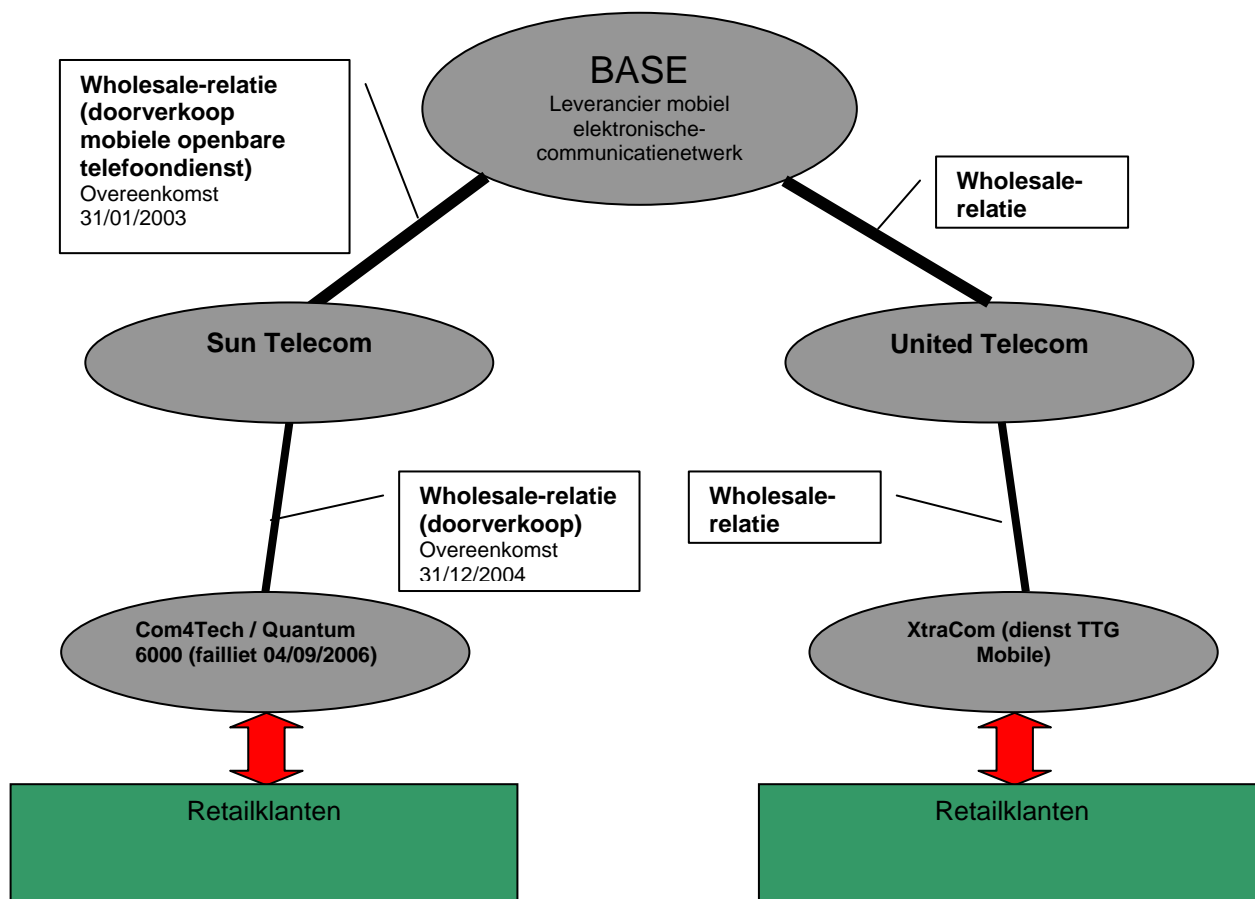 BASE
Leverancier mobiel
elektronische-
communicatienetwerk
Wholesale-relatie
(doorverkoop
mobiele openbare
telefoondienst)
Overeenkomst
31/01/2003
Wholesale-
relatie
Sun Telecom
United Telecom
Wholesale-relatie
(doorverkoop)
Overeenkomst
31/12/2004
Wholesale-
relatie
Com4Tech / Quantum
6000 (failliet 04/09/2006)
XtraCom (dienst TTG
Mobile)
Retailklanten
Retailklanten